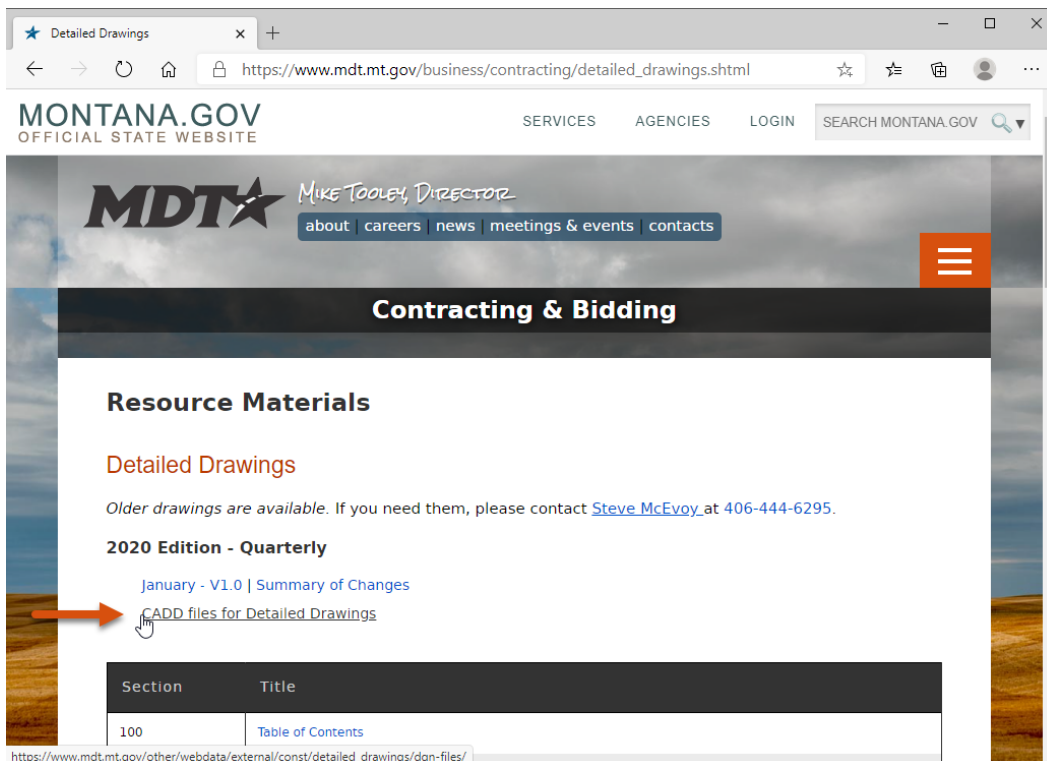 Detailed Drawings
https://www.mdt.mt.gov/business/contracting/detailed_drawings.shtml
MONTANA.GOV
OFFICIAL STATE WEBSITE
SERVICES AGENCIES LOGIN SEARCH MONTANA.GOV
MDT
Mike Tooley, Director
about | careers | news | meetings & events | contacts
Contracting & Bidding
Resource Materials
Detailed Drawings
Older drawings are available. If you need them, please contact Steve McEvoy at 406-444-6295.
2020 Edition - Quarterly
January - V1.0 | Summary of Changes
CADD files for Detailed Drawings
Section Title
100 Table of Contents
https://www.mdt.mt.gov/other/webdata/external/const/detailed_drawings/dgn-files/